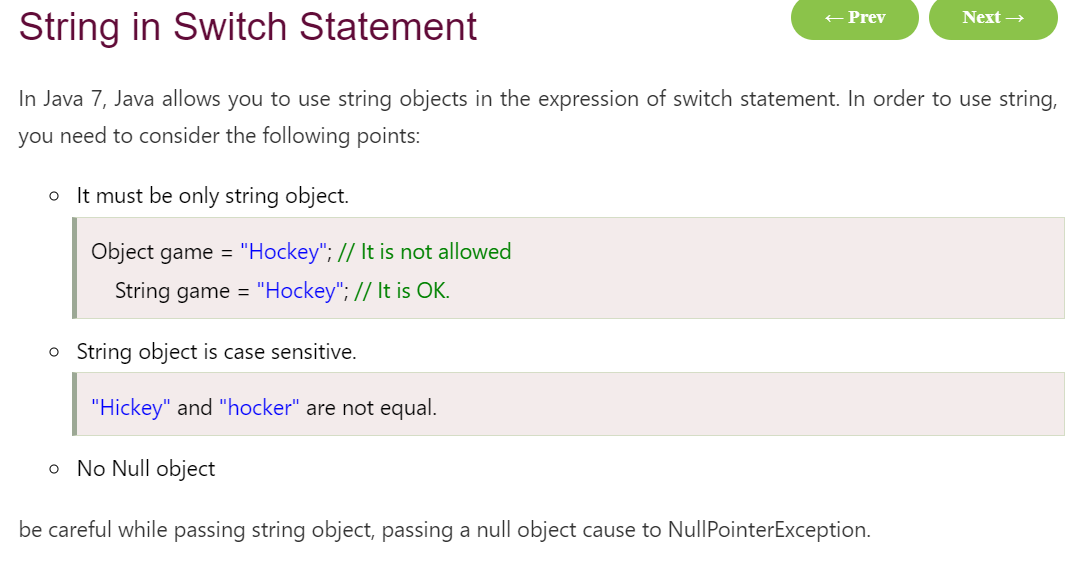 String in Switch Statement
← Prev
Next →
In Java 7, Java allows you to use string objects in the expression of switch statement. In order to use string,
you need to consider the following points:
It must be only string object.
Object game = "Hockey"; // It is not allowed
String game = "Hockey"; // It is OK.
String object is case sensitive.
"Hickey" and "hocker" are not equal.
No Null object
be careful while passing string object, passing a null object cause to NullPointerException.